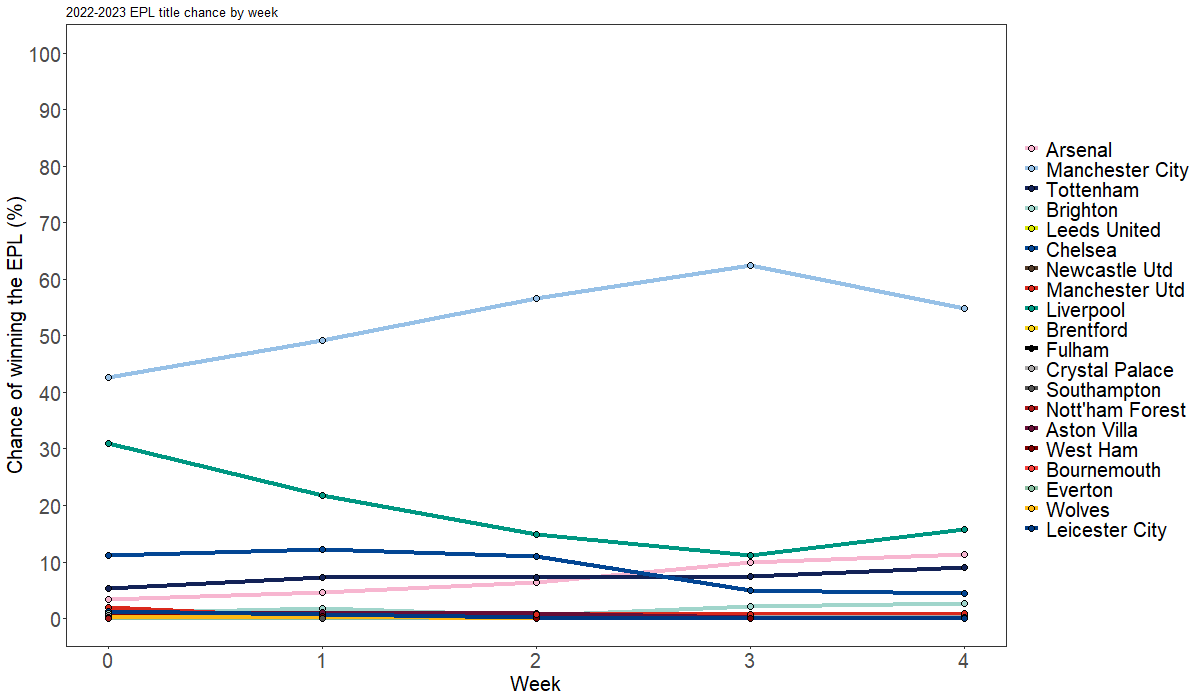 2022-2023 EPL title chance by week
Chance of winning the EPL (%)
100
90
80
70
60
50
40
30
20
10
0
0 1 2 3 4
Week
Arsenal
Manchester City
Tottenham
Brighton
Leeds United
Chelsea
Newcastle Utd
Manchester Utd
Liverpool
Brentford
Fulham
Crystal Palace
Southampton
Nott'ham Forest
Aston Villa
West Ham
Bournemouth
Everton
Wolves
Leicester City